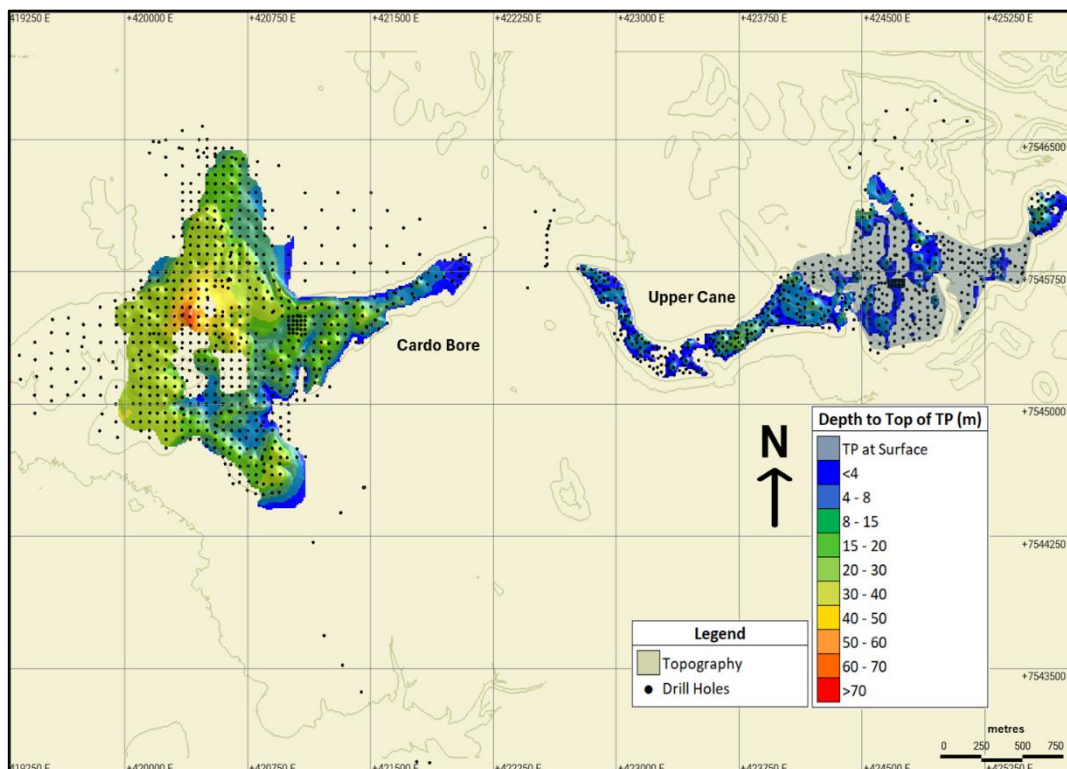 419250 E +420000 E +420750 E +421500 E +422250 E +423000 E +423750 E +424500 E +425250 E
+7546500
+7545750
Upper Cane
Cardo Bore
+7545000
Depth to Top of TP (m)
N
TP at Surface
<4
4 - 8
8 - 15
15 - 20
+7544250
20 - 30
30 - 40
40 - 50
50 - 60
60 - 70
>70
Legend
Topography
Drill Holes
+7543500
metres
0 250 500 750
419250 E +420000 E +420750 E +421500 E +422250 E +423000 E +423750 E +424500 E +425250 E